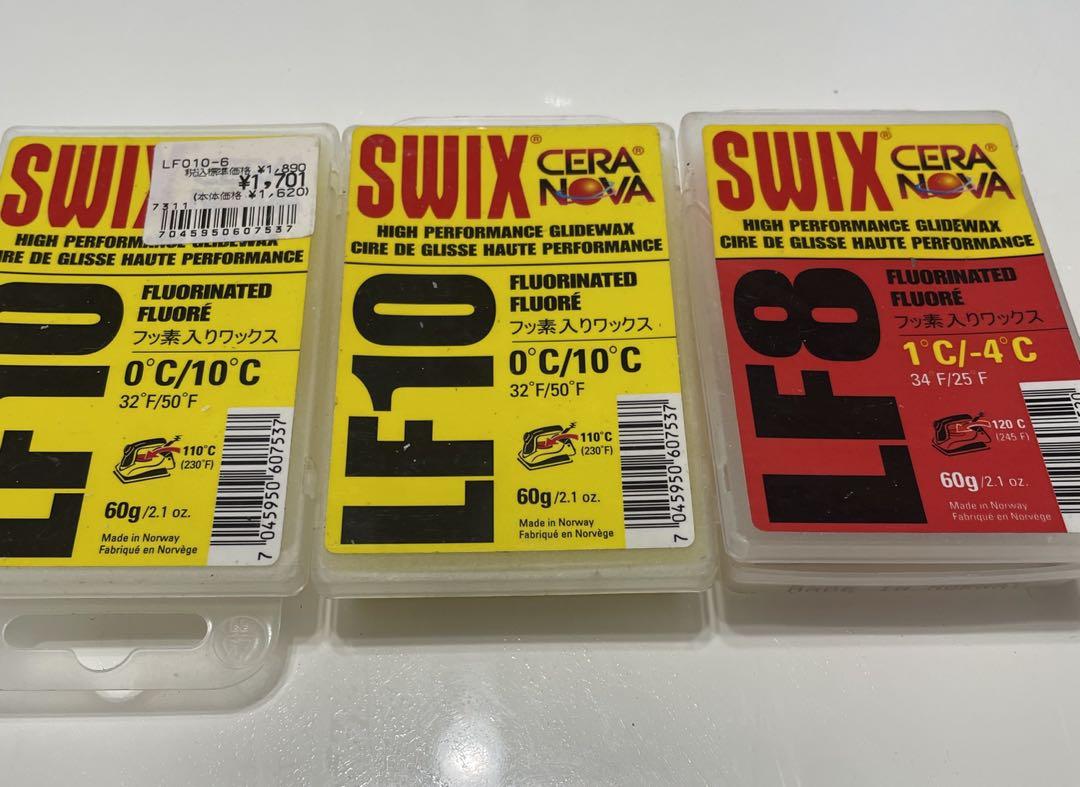 SWIX
LF010-6
税込標準価格 ¥1,890
¥1,701
(本体価格 ¥1,620)
7045950607537
HIGH PERFORMANCE GLIDEWAX
CIRE DE GLISSE HAUTE PERFORMANCE
LF10
FLUORINATED
FLUORÉ
フッ素入りワックス
0°C/10°C
32°F/50°F
110°C
(230°F)
60g/2.1 oz.
Made in Norway
Fabriqué en Norvège
7 045950 607537
SWIX® CERA®
NOVA
HIGH PERFORMANCE GLIDEWAX
CIRE DE GLISSE HAUTE PERFORMANCE
LF10
FLUORINATED
FLUORÉ
フッ素入りワックス
0°C/10°C
32°F/50°F
110°C
(230°F)
60g/2.1 oz.
Made in Norway
Fabriqué en Norvège
7 045950 607537
SWIX® CERA®
NOVA
HIGH PERFORMANCE GLIDEWAX
CIRE DE GLISSE HAUTE PERFORMANCE
LF8
FLUORINATED
FLUORÉ
フッ素入りワックス
1°C/-4°C
34°F/25°F
120 C
(245 F)
60g/2.1 oz.
Made in Norway
Fabriqué en Norvège
MADE IN NORWAY